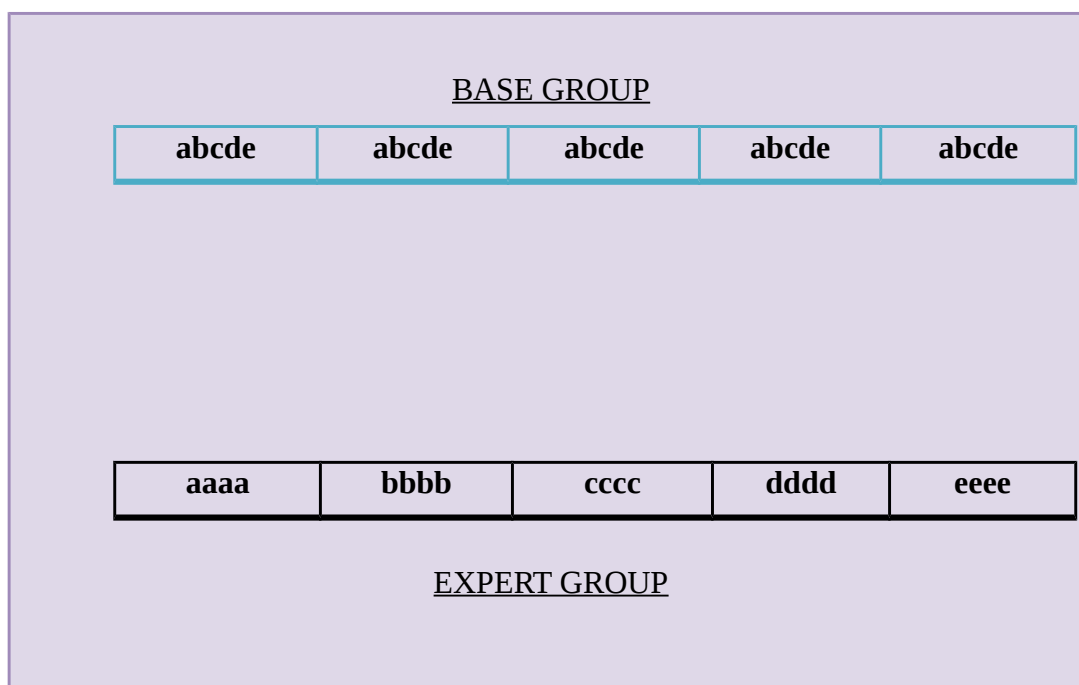 BASE GROUP
abcde abcde abcde abcde abcde
aaaa bbbb cccc dddd eeee
EXPERT GROUP